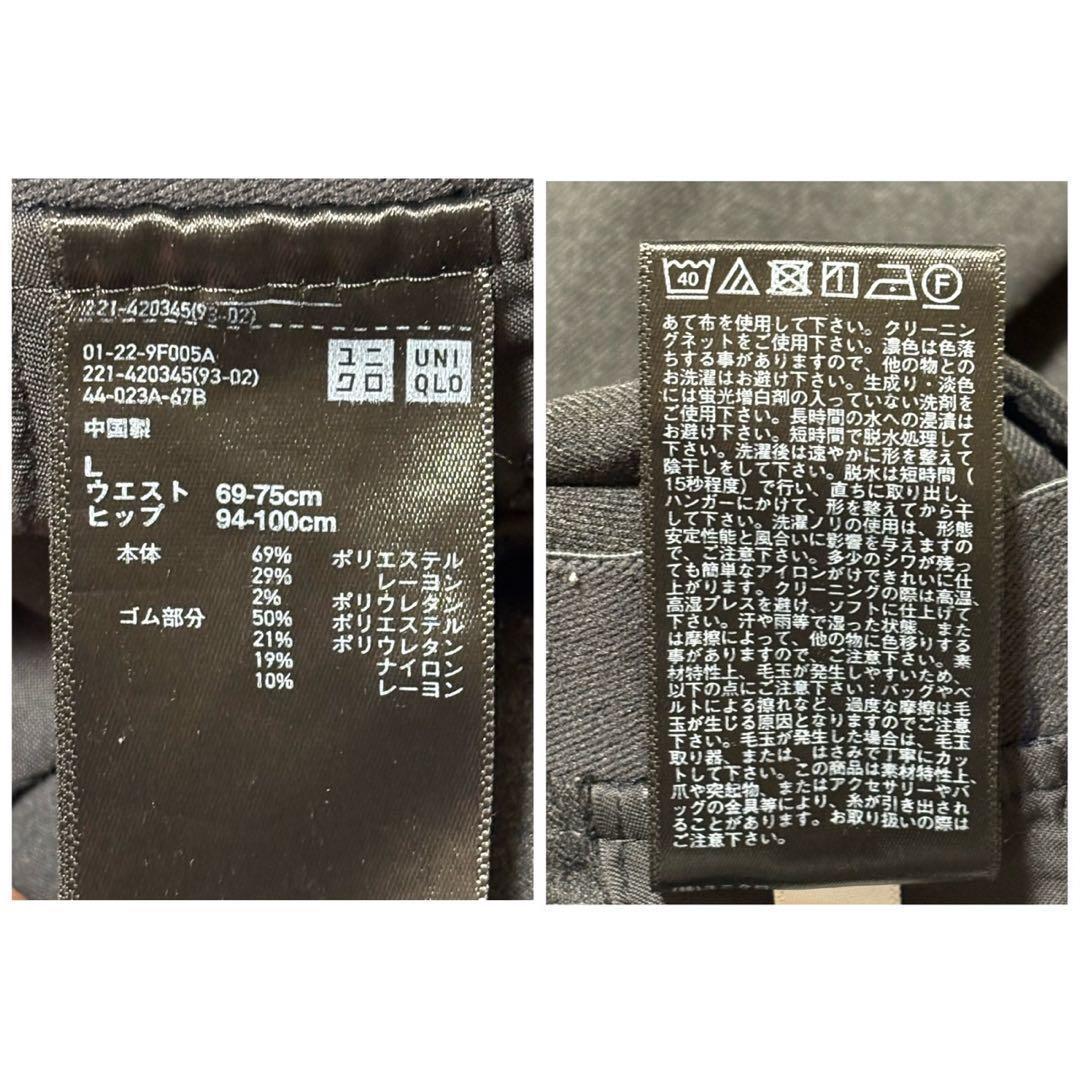 221-420345(93-02)
01-22-9F005A
221-420345(93-02)
44-023A-67B
ユニクロ
UNIQLO
中国製
L
ウエスト 69-75cm
ヒップ 94-100cm
本体 69% ポリエステル
29% レーヨン
2% ポリウレタン
ゴム部分 50% ポリエステル
21% ポリウレタン
19% ナイロン
10% レーヨン
40 F
あて布を使用して下さい。クリーニン
グネットをご使用下さい。濃色は色落
ちする事がありますので、他の物との
お洗濯はお避け下さい。生成り・淡色
には蛍光増白剤の入っていない洗剤を
ご使用下さい。長時間の水への浸漬は
お避け下さい。短時間で脱水処理して
下さい。洗濯後は速やかに形を整えて
陰干しをして下さい。脱水は短時間（
15秒程度）で行い、直ちに取り出し、
ハンガーにかけて、形を整えてから干
して下さい。洗濯ノリの使用は、形態
安定性能と風合いに影響を与えますの
で、ご注意下さい。多少のシワが残っ
ても簡単なアイロンがけできれいに仕
上がります。クリーニングの際は高温、
高湿プレスを避け、ソフトに仕上げて
下さい。汗や雨等で湿った状態、また
は摩擦によって、他の物に色移りする
事がありますので、ご注意下さい。素
材特性上、毛玉が発生しやすいため、
以下の点にご注意下さい：バッグやベ
ルトによる擦れなど、過度な摩擦は毛
玉が生じる原因となりますのでご注意
下さい。毛玉が発生した場合は、毛玉
取り器、または、はさみで丁寧にカッ
トして下さい。この商品は素材特性上、
爪や突起物、またはアクセサリーやバ
ッグの金具等により、糸が引き出され
ることがあります。お取り扱いの際は
ご注意下さい。